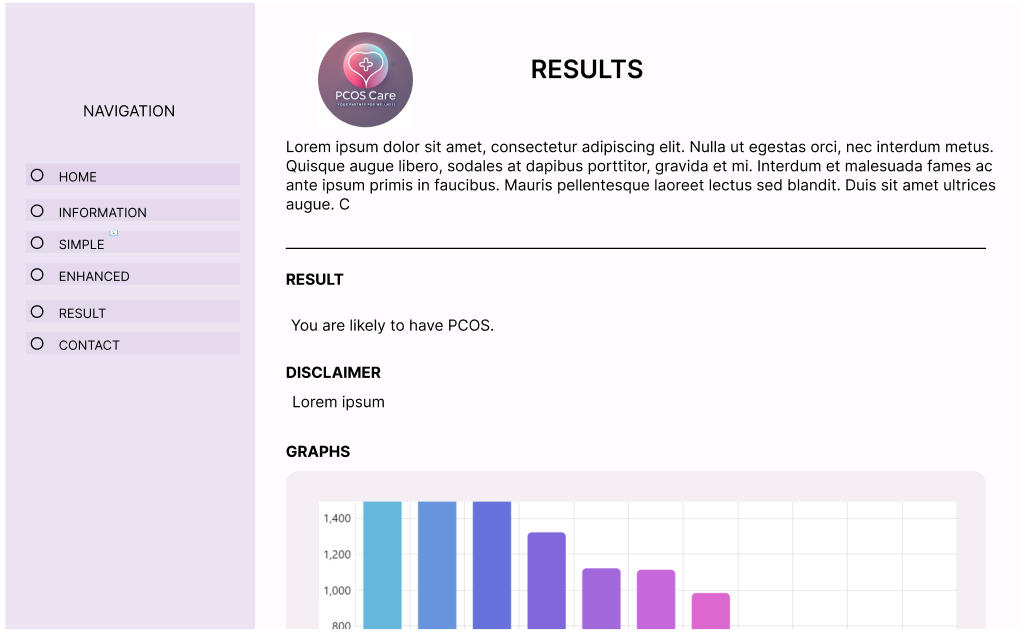 NAVIGATION
HOME
INFORMATION
SIMPLE
ENHANCED
RESULT
CONTACT
PCOS Care
YOUR PARTNER FOR WELLNESS
RESULTS
Lorem ipsum dolor sit amet, consectetur adipiscing elit. Nulla ut egestas orci, nec interdum metus.
Quisque augue libero, sodales at dapibus porttitor, gravida et mi. Interdum et malesuada fames ac
ante ipsum primis in faucibus. Mauris pellentesque laoreet lectus sed blandit. Duis sit amet ultrices
augue. C
RESULT
You are likely to have PCOS.
DISCLAIMER
Lorem ipsum
GRAPHS
1,400
1,200
1,000
800